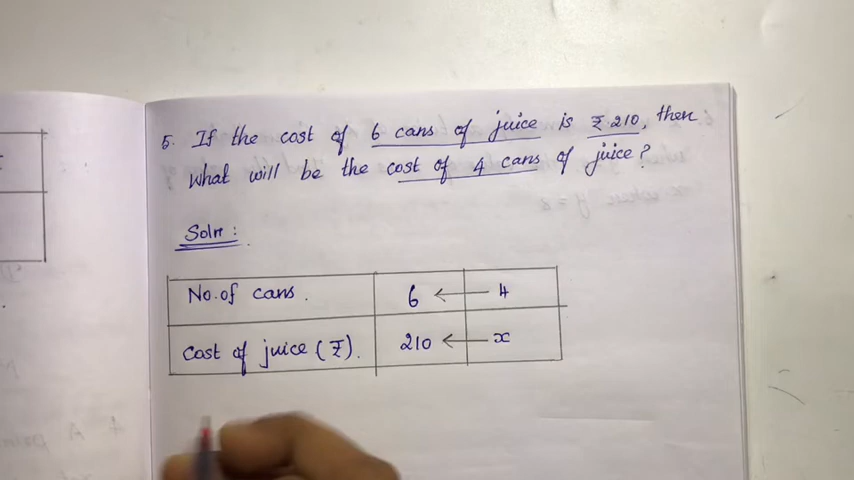 5. If the cost of 6 cans of juice is ₹ 210, then
what will be the cost of 4 cans of juice?
Soln:
No. of cans. 6 ← 4
Cost of juice (₹). 210 ← x